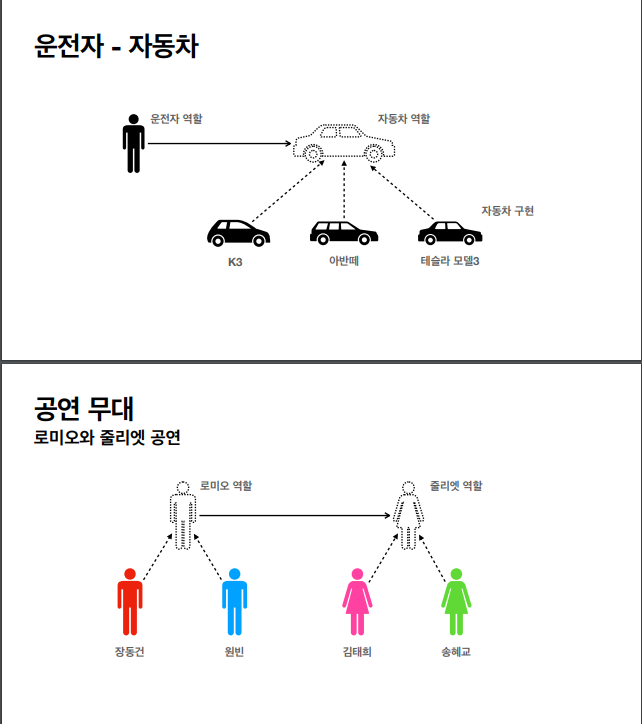 운전자 - 자동차
운전자 역할
자동차 역할
자동차 구현
K3
아반떼
테슬라 모델3
공연 무대
로미오와 줄리엣 공연
로미오 역할
줄리엣 역할
장동건
원빈
김태희
송혜교